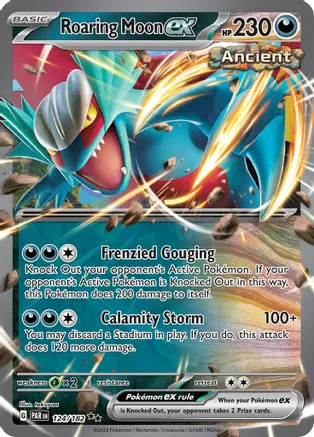 BASIC
Roaring Moon ex HP 230
Ancient
Frenzied Gouging
Knock Out your opponent's Active Pokémon. If your
opponent's Active Pokémon is Knocked Out in this way,
this Pokémon does 200 damage to itself.
Calamity Storm 100+
You may discard a Stadium in play. If you do, this
attack does 120 more damage.
weakness ×2 resistance retreat
Pokémon ex rule
When your Pokémon ex
is Knocked Out, your opponent takes 2 Prize cards.
G PAR EN 124/182
©2023 Pokémon / Nintendo / Creatures / GAME FREAK